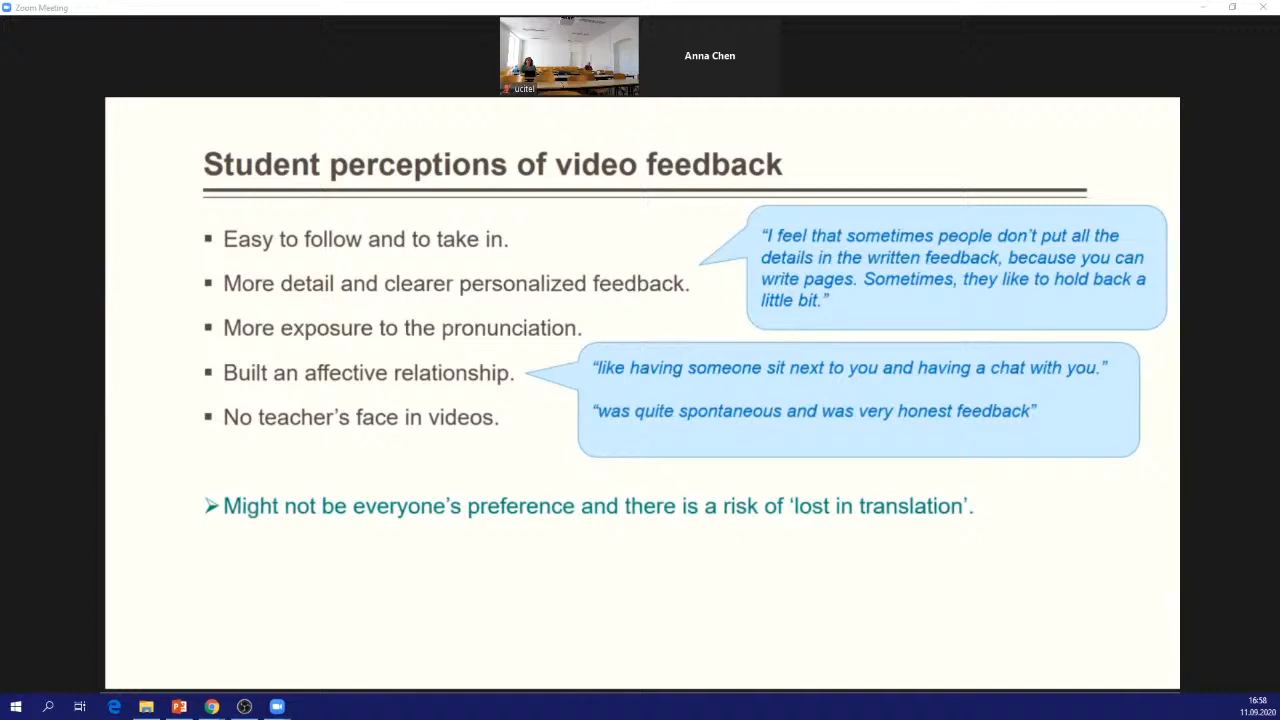 Zoom Meeting
ucitel
Anna Chen
Student perceptions of video feedback
▪ Easy to follow and to take in.
▪ More detail and clearer personalized feedback.
▪ More exposure to the pronunciation.
▪ Built an affective relationship.
▪ No teacher’s face in videos.
“I feel that sometimes people don’t put all the
details in the written feedback, because you can
write pages. Sometimes, they like to hold back a
little bit.”
“like having someone sit next to you and having a chat with you.”
“was quite spontaneous and was very honest feedback”
➢ Might not be everyone’s preference and there is a risk of ‘lost in translation’.
16:58
11.09.2020